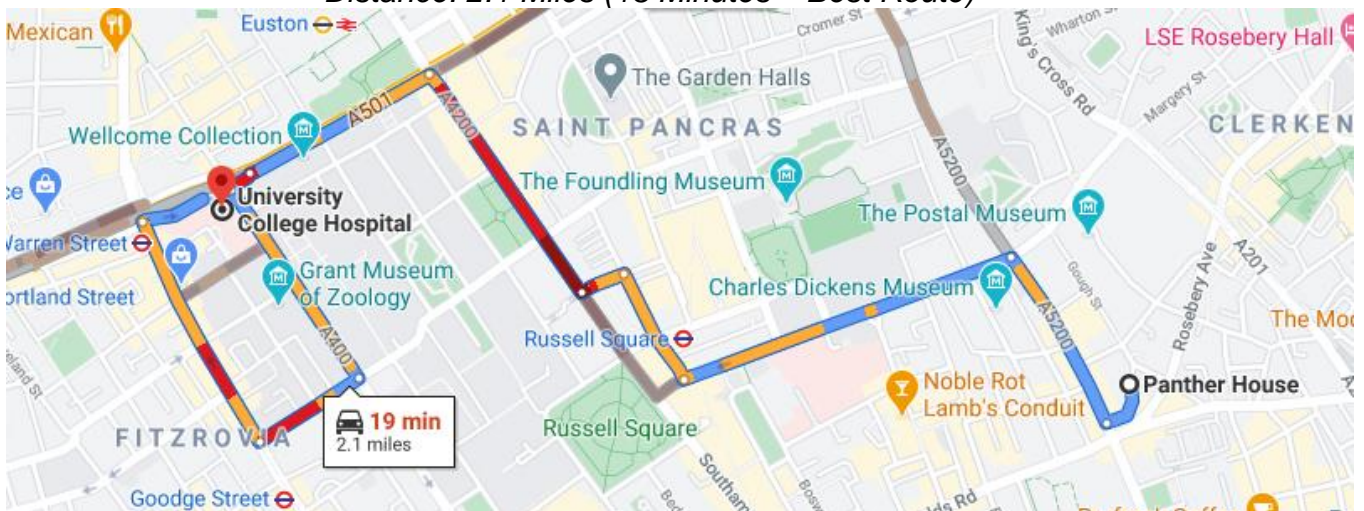 Euston
Cromer St
Wharton St
Mexican
LSE Rosebery Hall
King's Cross Rd
The Garden Halls
Margery St
A501
A4200
Wellcome Collection
SAINT PANCRAS
CLERKEN
A5200
The Foundling Museum
University
College Hospital
The Postal Museum
Warren Street
A201
Grant Museum
of Zoology
Gough St
Rosebery Ave
ortland Street
Charles Dickens Museum
The Moo
A400
Russell Square
A5200
Panther House
19 min
2.1 miles
Noble Rot
Lamb's Conduit
FITZROVIA
Russell Square
Southam
Goodge Street